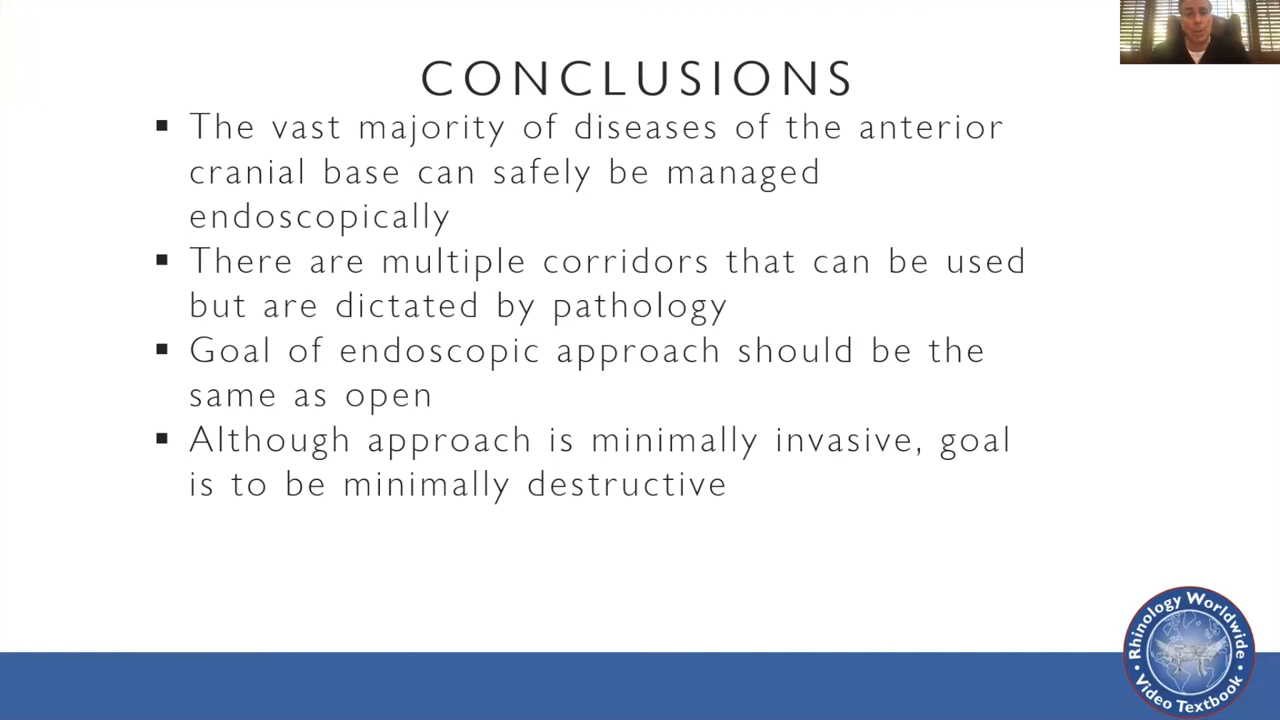 CONCLUSIONS
▪ The vast majority of diseases of the anterior
cranial base can safely be managed
endoscopically
▪ There are multiple corridors that can be used
but are dictated by pathology
▪ Goal of endoscopic approach should be the
same as open
▪ Although approach is minimally invasive, goal
is to be minimally destructive
Rhinology Worldwide
• Video Textbook •